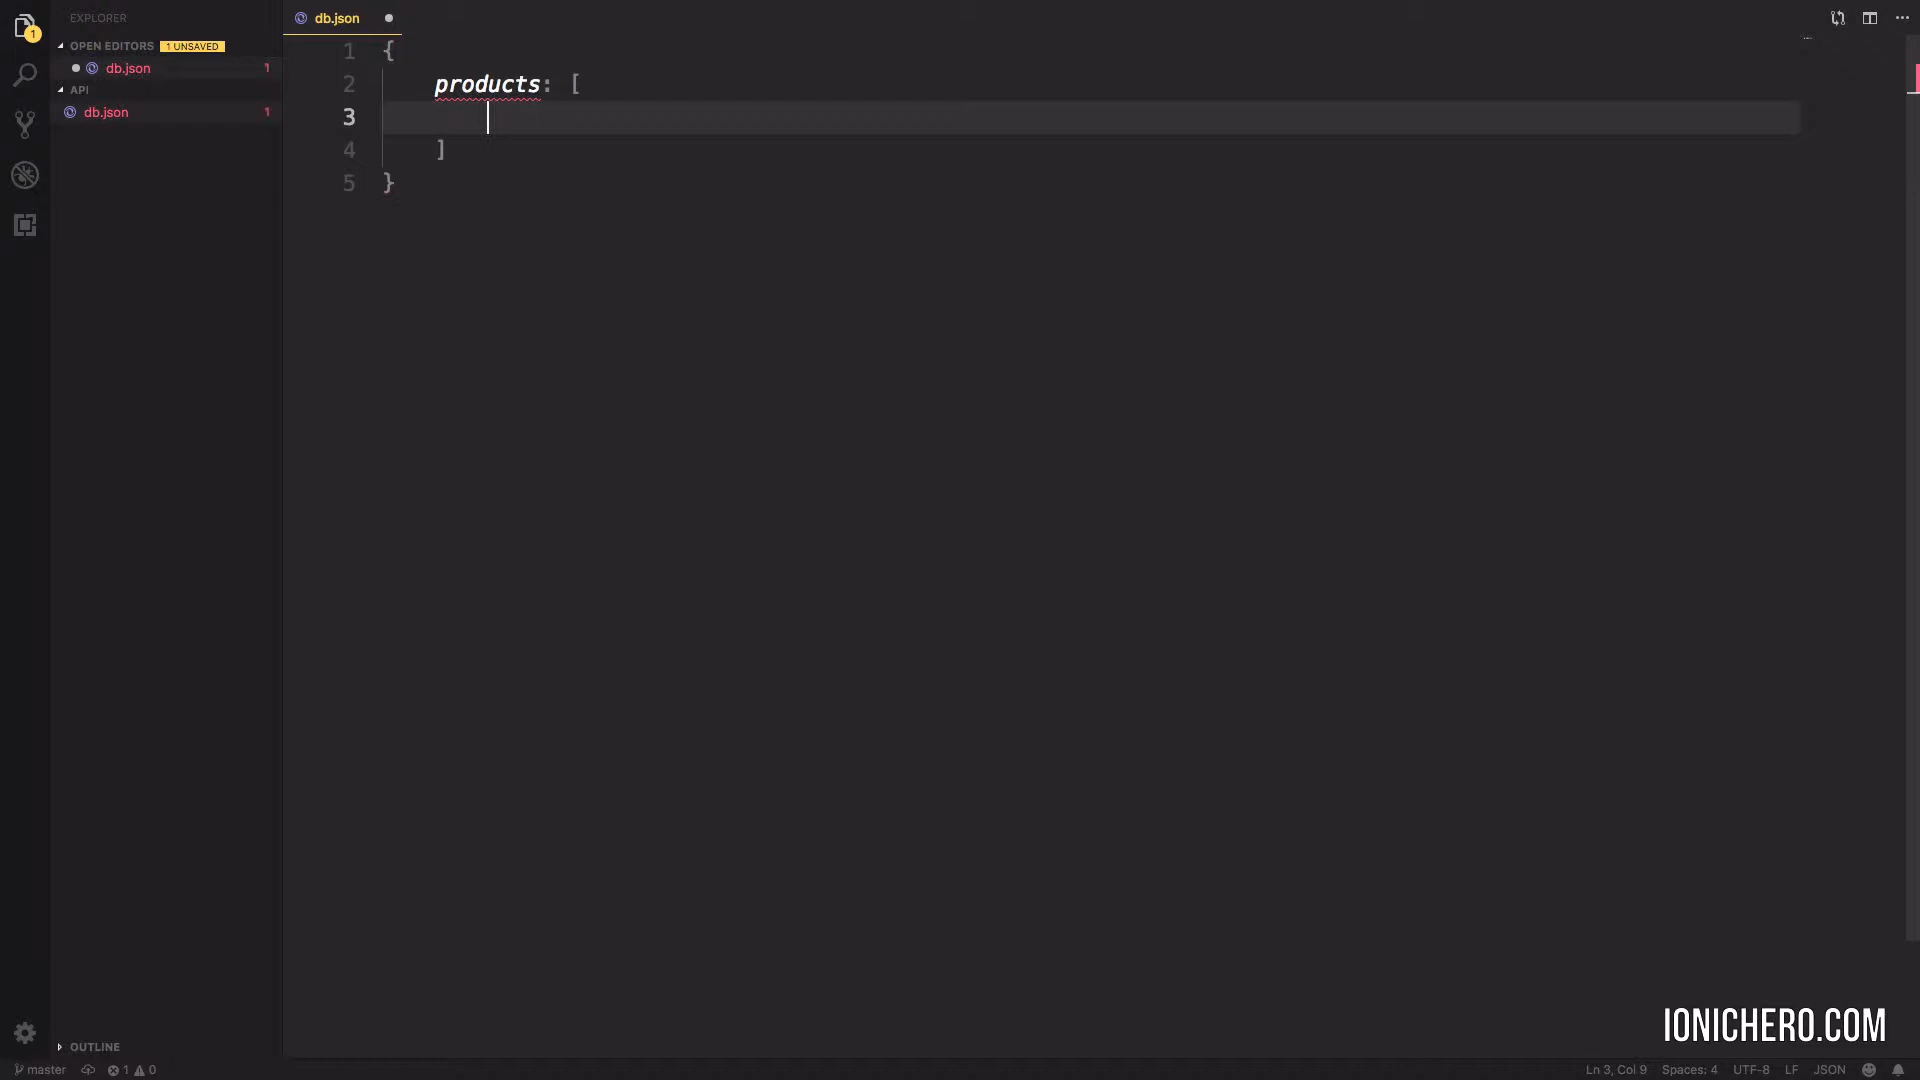 EXPLORER
OPEN EDITORS 1 UNSAVED
db.json 1
API
db.json 1
1
db.json
1 {
2 products: [
3
4 ]
5 }
IONICHERO.COM
OUTLINE
master 1 0
Ln 3, Col 9 Spaces: 4 UTF-8 LF JSON